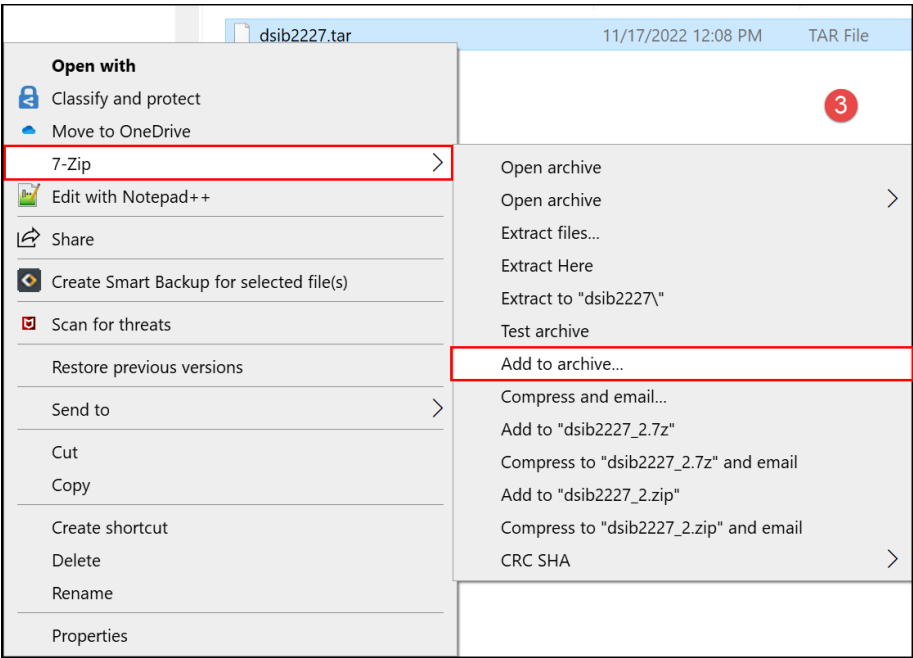 dsib2227.tar 11/17/2022 12:08 PM TAR File
Open with
Classify and protect
Move to OneDrive
7-Zip
Edit with Notepad++
Share
Create Smart Backup for selected file(s)
Scan for threats
Restore previous versions
Send to
Cut
Copy
Create shortcut
Delete
Rename
Properties
3
Open archive
Open archive
Extract files...
Extract Here
Extract to "dsib2227\"
Test archive
Add to archive...
Compress and email...
Add to "dsib2227_2.7z"
Compress to "dsib2227_2.7z" and email
Add to "dsib2227_2.zip"
Compress to "dsib2227_2.zip" and email
CRC SHA